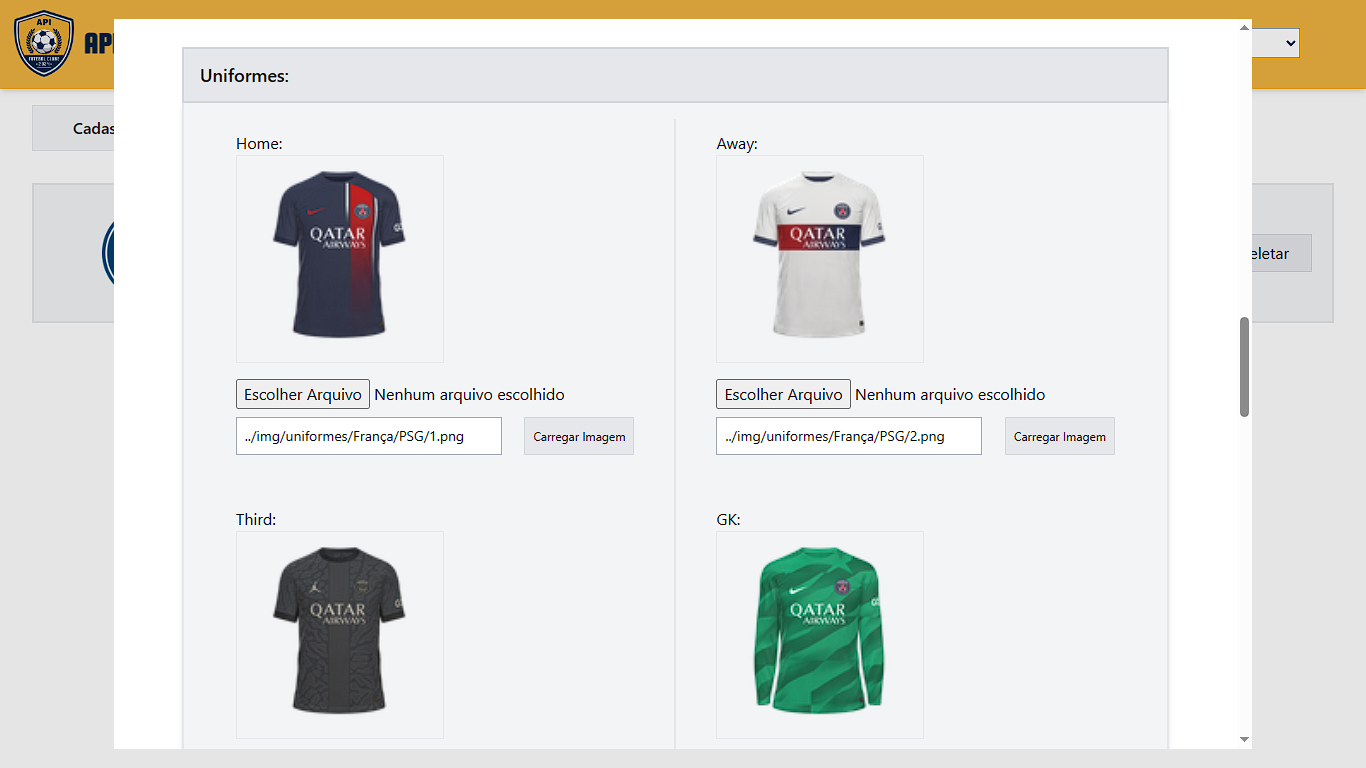 API
FUTEBOL CLUBE
API
Cadas
Uniformes:
Home:
Away:
QATAR
AIRWAYS
QATAR
AIRWAYS
Escolher Arquivo Nenhum arquivo escolhido
Escolher Arquivo Nenhum arquivo escolhido
../img/uniformes/França/PSG/1.png
Carregar Imagem
../img/uniformes/França/PSG/2.png
Carregar Imagem
eletar
Third:
GK:
QATAR
AIRWAYS
QATAR
AIRWAYS